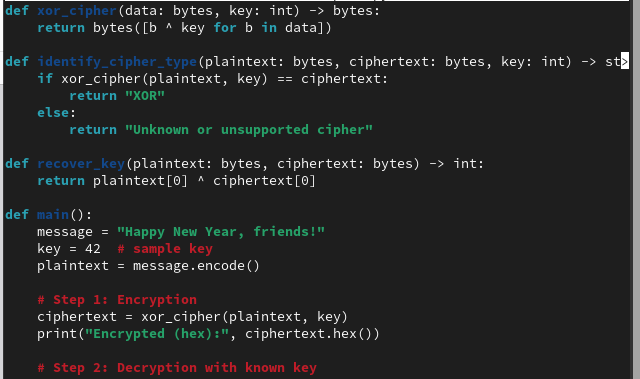 def xor_cipher(data: bytes, key: int) -> bytes:
    return bytes([b ^ key for b in data])

def identify_cipher_type(plaintext: bytes, ciphertext: bytes, key: int) -> st>
    if xor_cipher(plaintext, key) == ciphertext:
        return "XOR"
    else:
        return "Unknown or unsupported cipher"

def recover_key(plaintext: bytes, ciphertext: bytes) -> int:
    return plaintext[0] ^ ciphertext[0]

def main():
    message = "Happy New Year, friends!"
    key = 42  # sample key
    plaintext = message.encode()

    # Step 1: Encryption
    ciphertext = xor_cipher(plaintext, key)
    print("Encrypted (hex):", ciphertext.hex())

    # Step 2: Decryption with known key